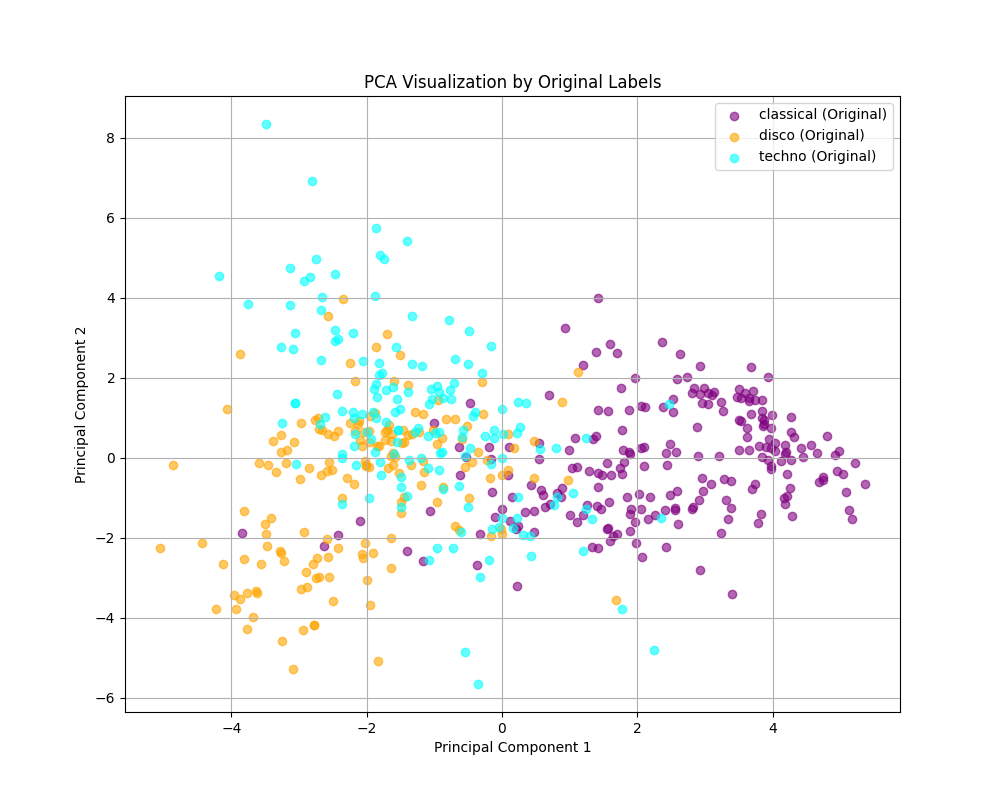 PCA Visualization by Original Labels
classical (Original)
disco (Original)
techno (Original)
8
6
4
2
0
−2
−4
−6
Principal Component 2
−4 −2 0 2 4
Principal Component 1